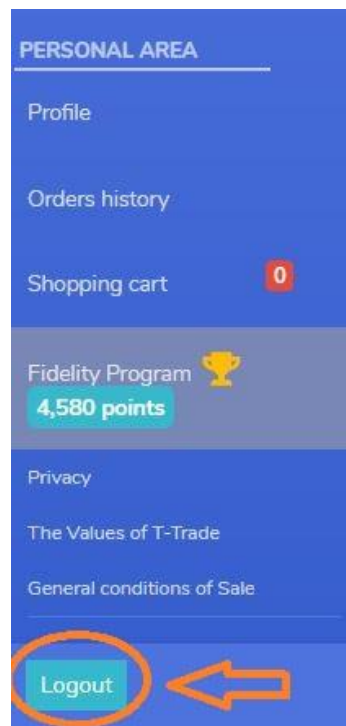 PERSONAL AREA
Profile
Orders history
Shopping cart 0
Fidelity Program
4,580 points
Privacy
The Values of T-Trade
General conditions of Sale
Logout